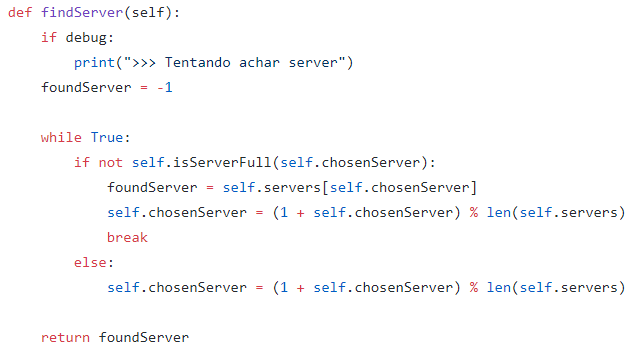 def findServer(self):
    if debug:
        print(">>> Tentando achar server")
    foundServer = -1

    while True:
        if not self.isServerFull(self.chosenServer):
            foundServer = self.servers[self.chosenServer]
            self.chosenServer = (1 + self.chosenServer) % len(self.servers)
            break
        else:
            self.chosenServer = (1 + self.chosenServer) % len(self.servers)

    return foundServer